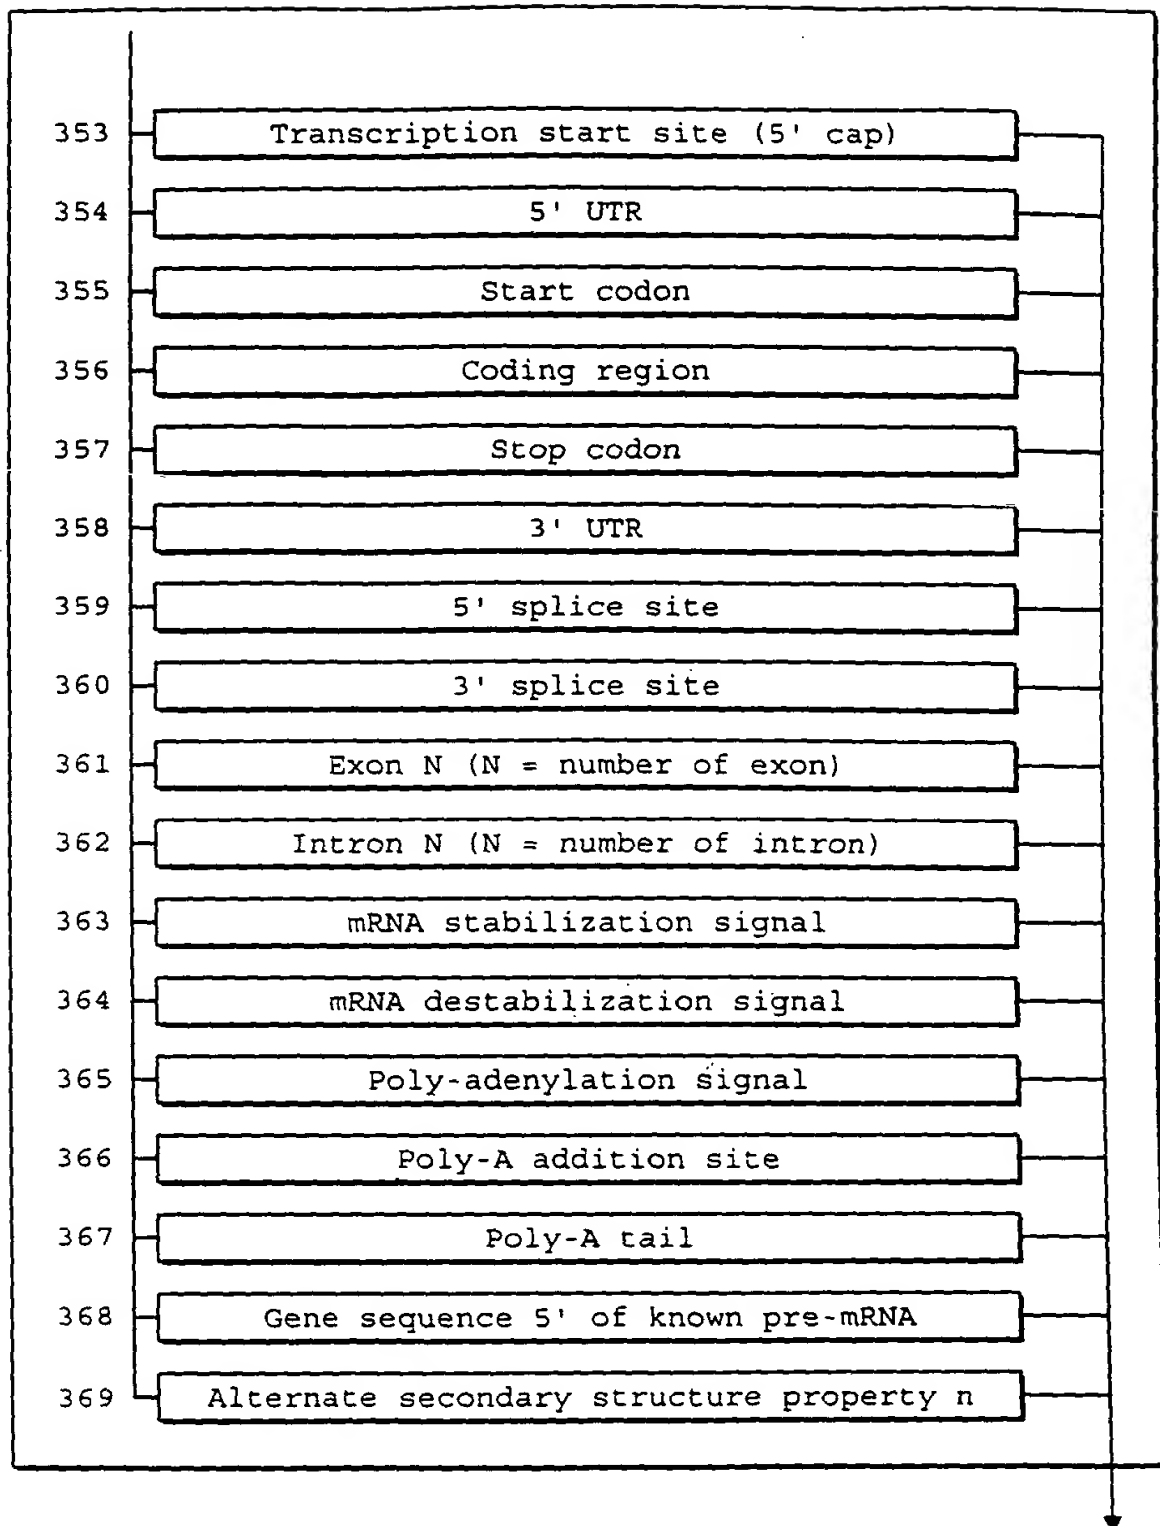 353 Transcription start site (5' cap)
354 5' UTR
355 Start codon
356 Coding region
357 Stop codon
358 3' UTR
359 5' splice site
360 3' splice site
361 Exon N (N = number of exon)
362 Intron N (N = number of intron)
363 mRNA stabilization signal
364 mRNA destabilization signal
365 Poly-adenylation signal
366 Poly-A addition site
367 Poly-A tail
368 Gene sequence 5' of known pre-mRNA
369 Alternate secondary structure property n